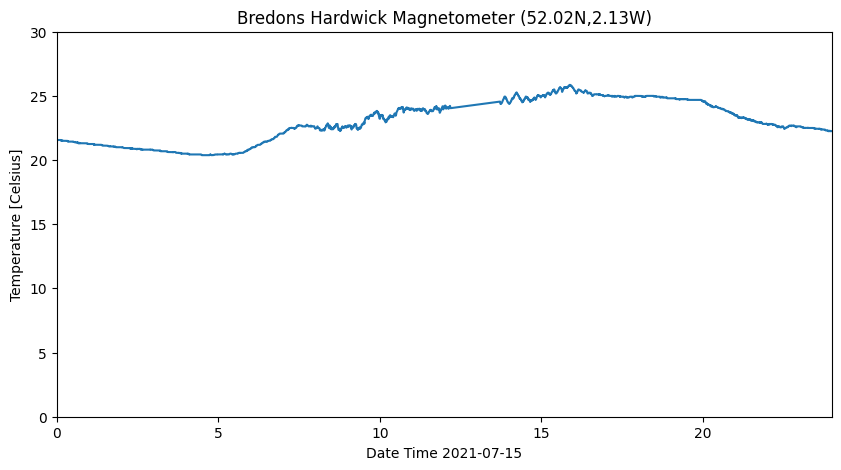 Bredons Hardwick Magnetometer (52.02N,2.13W)
30
25
20
15
10
5
0
Temperature [Celsius]
0 5 10 15 20
Date Time 2021-07-15